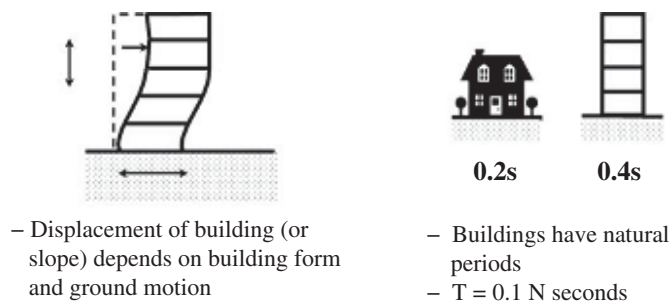 0.2s
0.4s
– Displacement of building (or
slope) depends on building form
and ground motion
– Buildings have natural
periods
– T = 0.1 N seconds